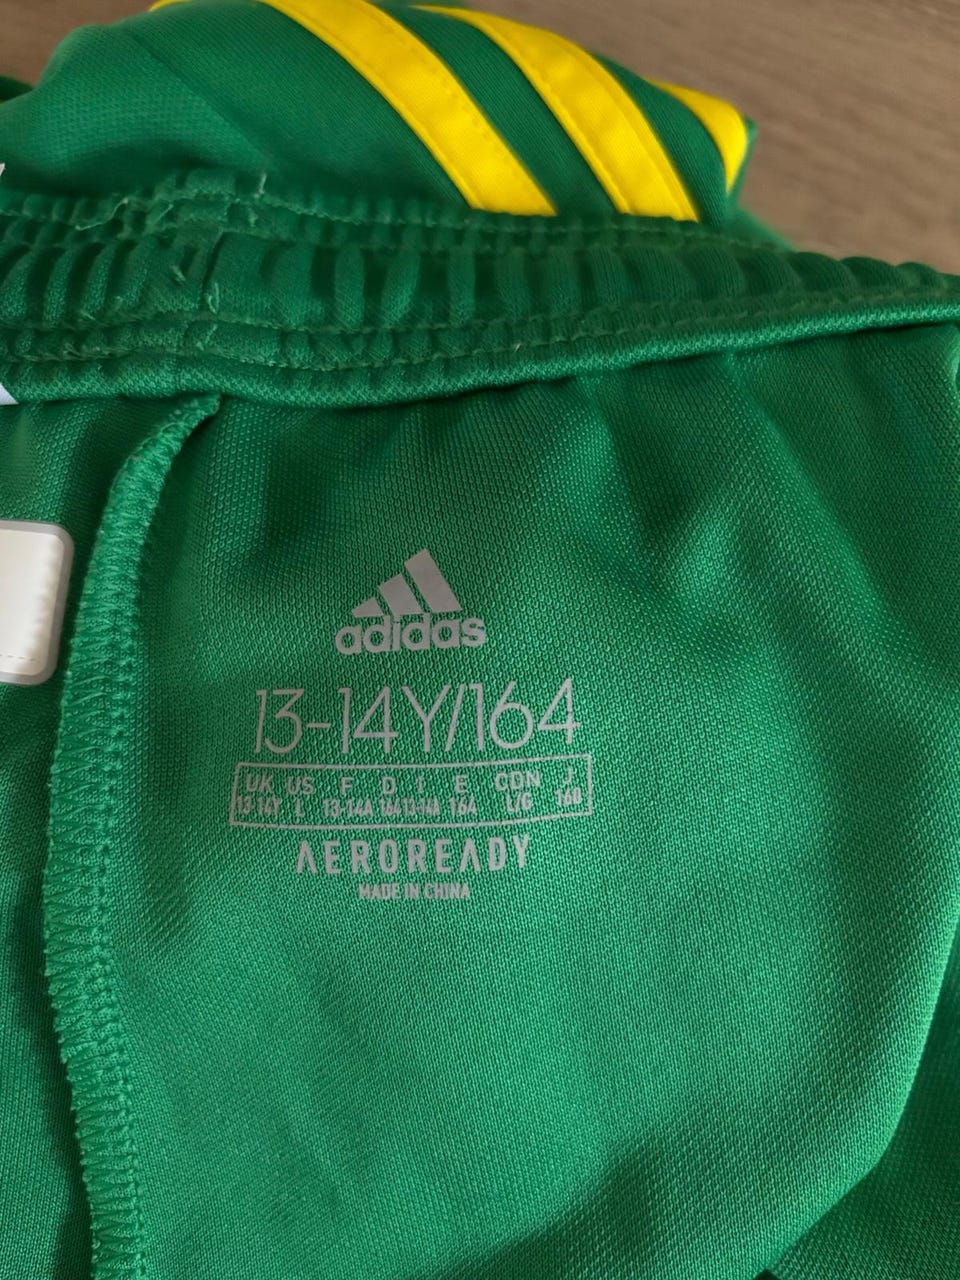 adidas
13-14Y/164
UK US F D I E CDN J
13-14Y L 13-14A 164 13-14A 164 L/G 160
AEROREADY
MADE IN CHINA